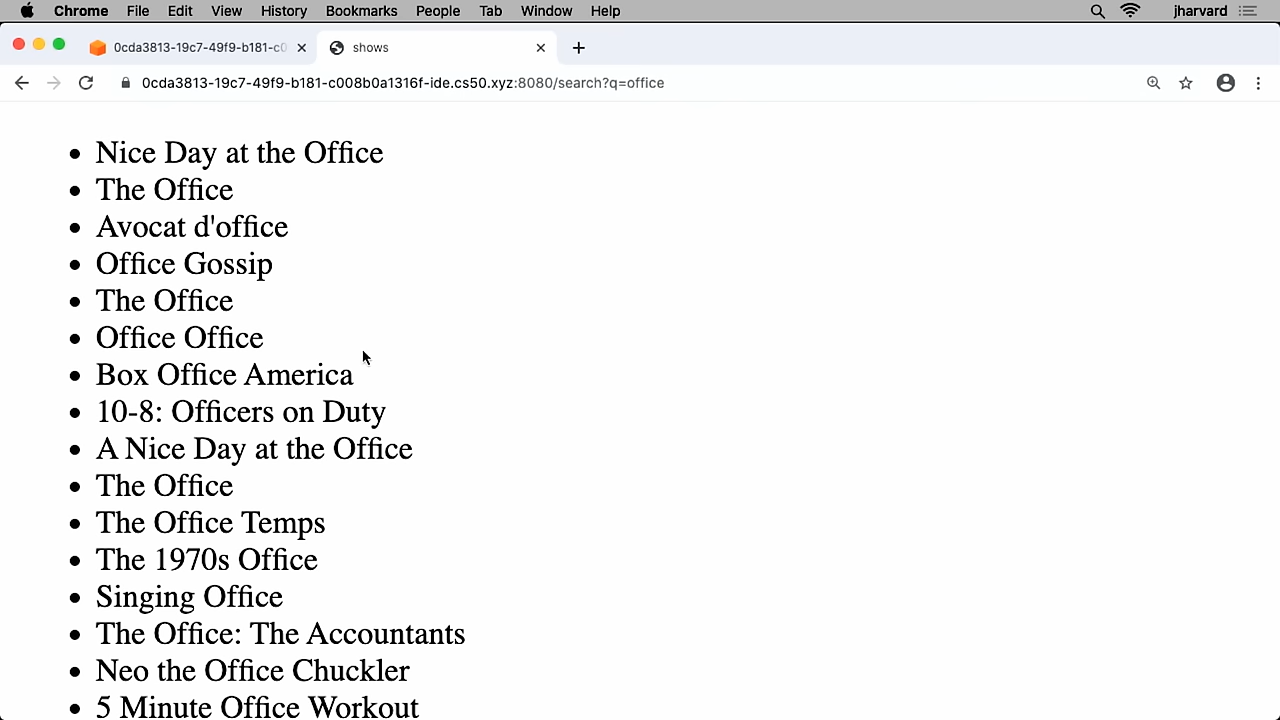 Chrome File Edit View History Bookmarks People Tab Window Help jharvard
0cda3813-19c7-49f9-b181-c0 shows
0cda3813-19c7-49f9-b181-c008b0a1316f-ide.cs50.xyz:8080/search?q=office
• Nice Day at the Office
• The Office
• Avocat d'office
• Office Gossip
• The Office
• Office Office
• Box Office America
• 10-8: Officers on Duty
• A Nice Day at the Office
• The Office
• The Office Temps
• The 1970s Office
• Singing Office
• The Office: The Accountants
• Neo the Office Chuckler
• 5 Minute Office Workout